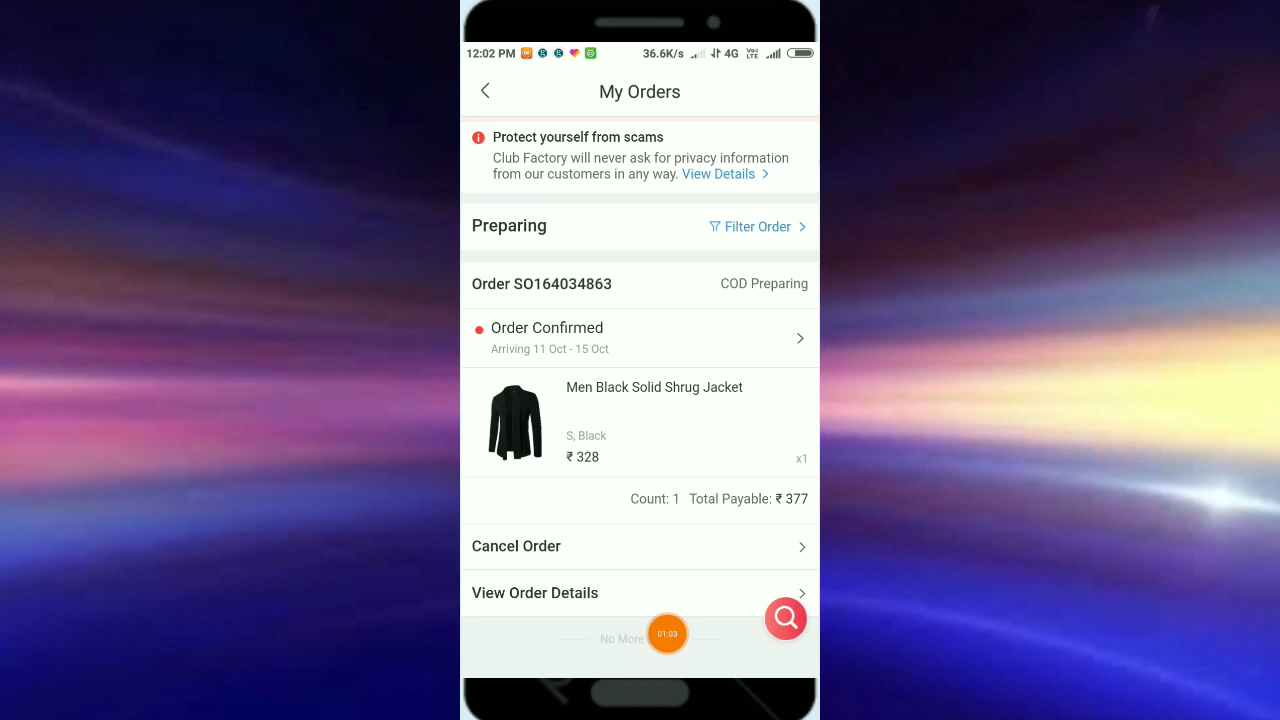 12:02 PM 36.6K/s 4G Vo) LTE
My Orders
Protect yourself from scams
Club Factory will never ask for privacy information
from our customers in any way. View Details >
Preparing Filter Order >
Order SO164034863 COD Preparing
Order Confirmed
Arriving 11 Oct - 15 Oct
Men Black Solid Shrug Jacket
S, Black
₹ 328 x1
Count: 1 Total Payable: ₹ 377
Cancel Order
View Order Details
No More 01:03